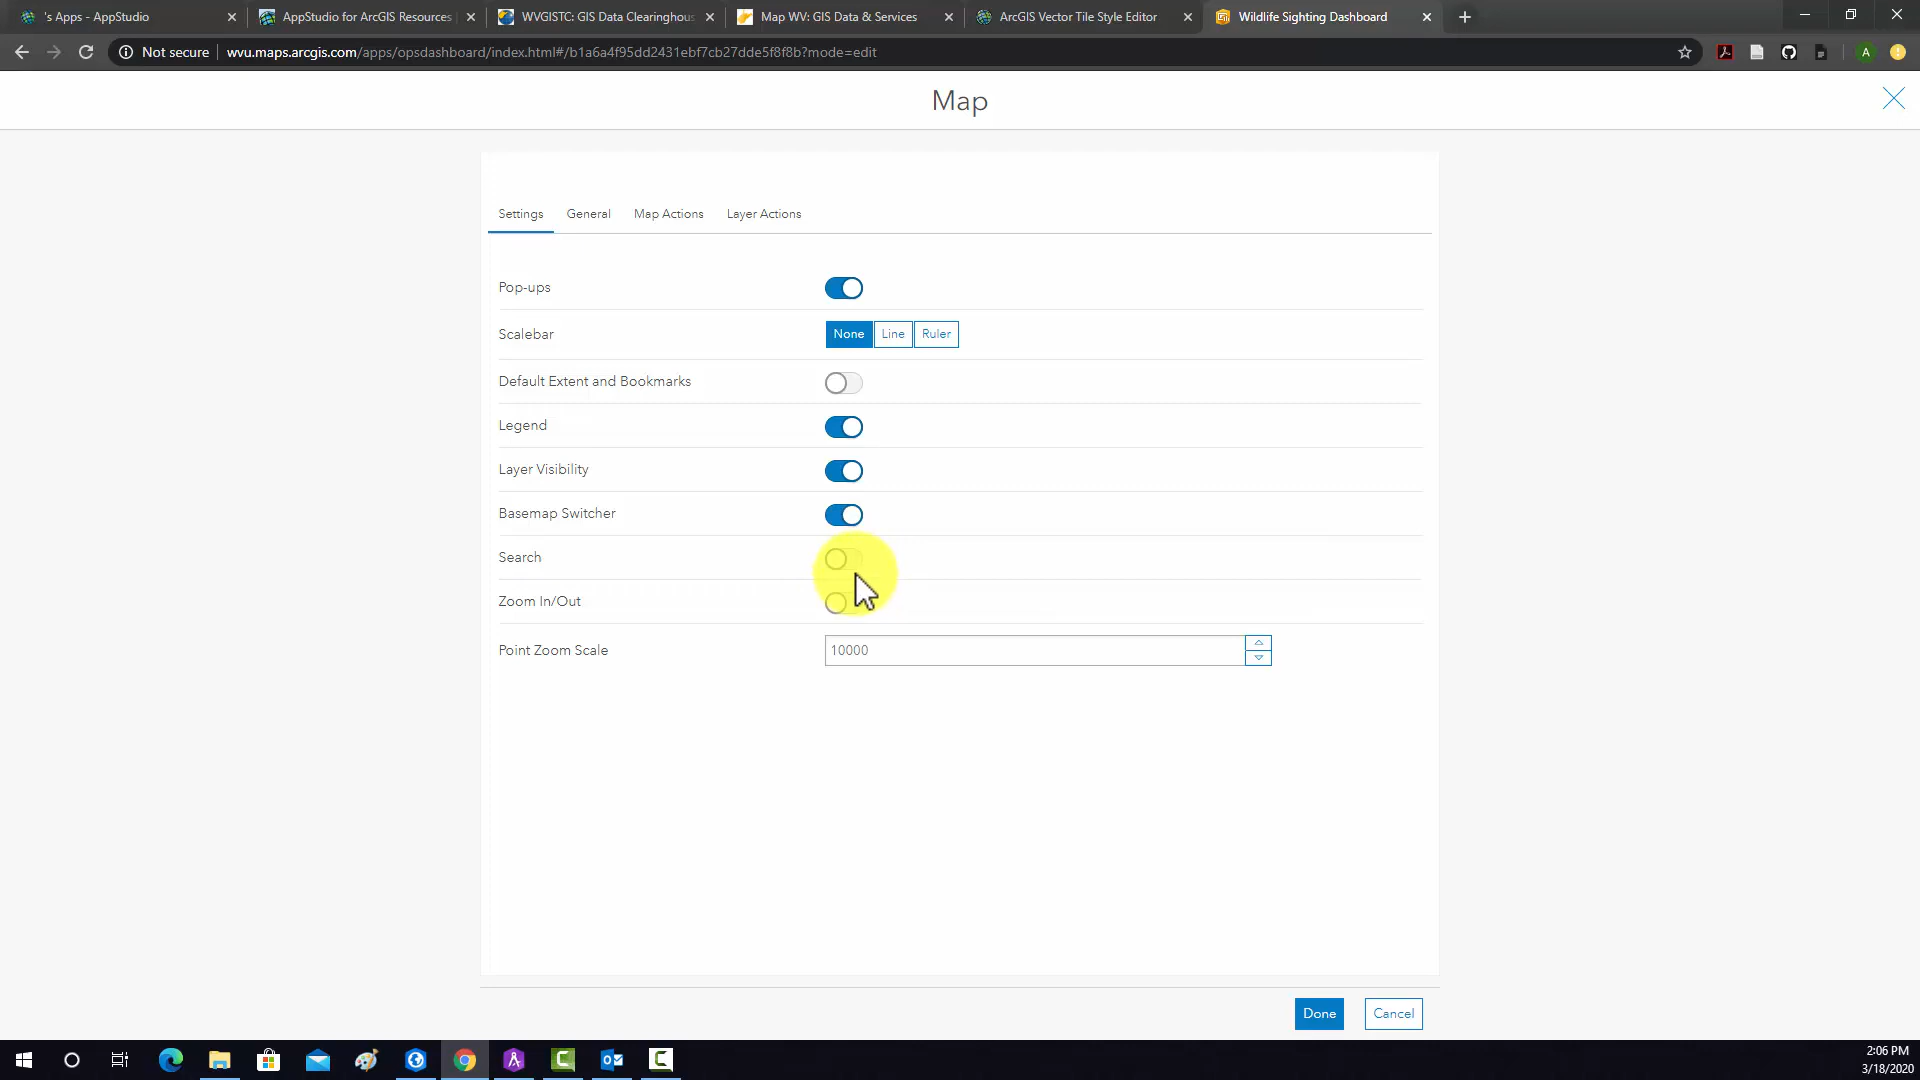 's Apps - AppStudio
AppStudio for ArcGIS Resources
WVGISTC: GIS Data Clearinghous
Map WV: GIS Data & Services
ArcGIS Vector Tile Style Editor
Wildlife Sighting Dashboard
Not secure
wvu.maps.arcgis.com/apps/opsdashboard/index.html#/b1a6a4f95dd2431ebf7cb27dde5f8f8b?mode=edit
A
Map
Settings
General
Map Actions
Layer Actions
Pop-ups
Scalebar
None
Line
Ruler
Default Extent and Bookmarks
Legend
Layer Visibility
Basemap Switcher
Search
Zoom In/Out
Point Zoom Scale
10000
Done
Cancel
2:06 PM
3/18/2020